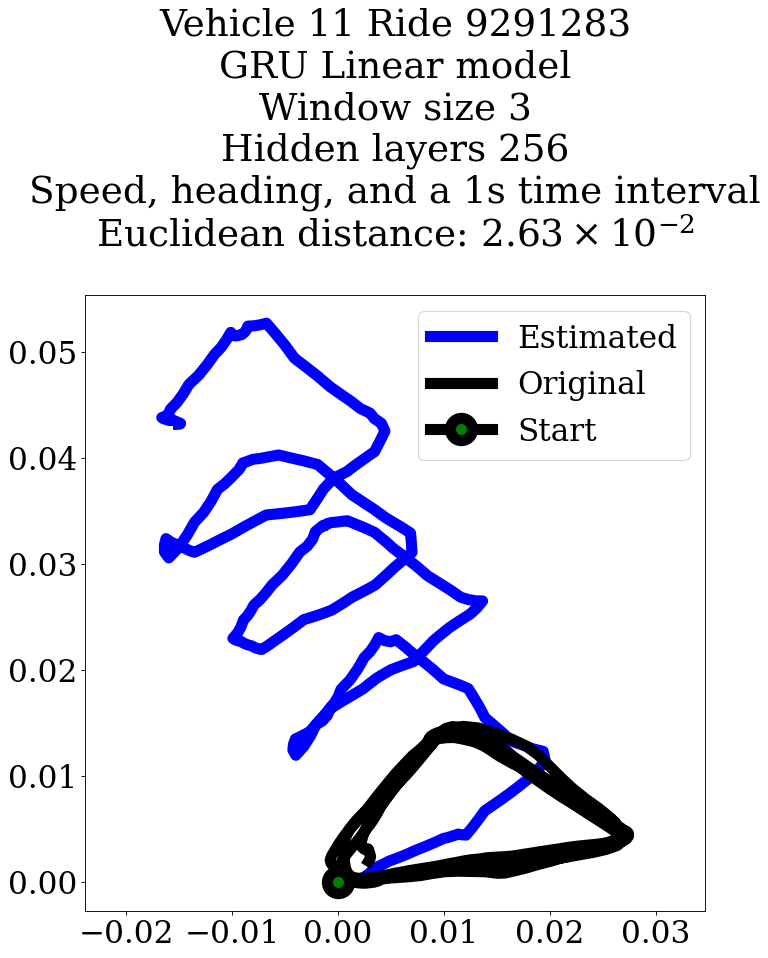 Vehicle 11 Ride 9291283
GRU Linear model
Window size 3
Hidden layers 256
Speed, heading, and a 1s time interval
Euclidean distance: 2.63 × 10⁻²
Estimated
Original
Start
0.05
0.04
0.03
0.02
0.01
0.00
−0.02 −0.01 0.00 0.01 0.02 0.03